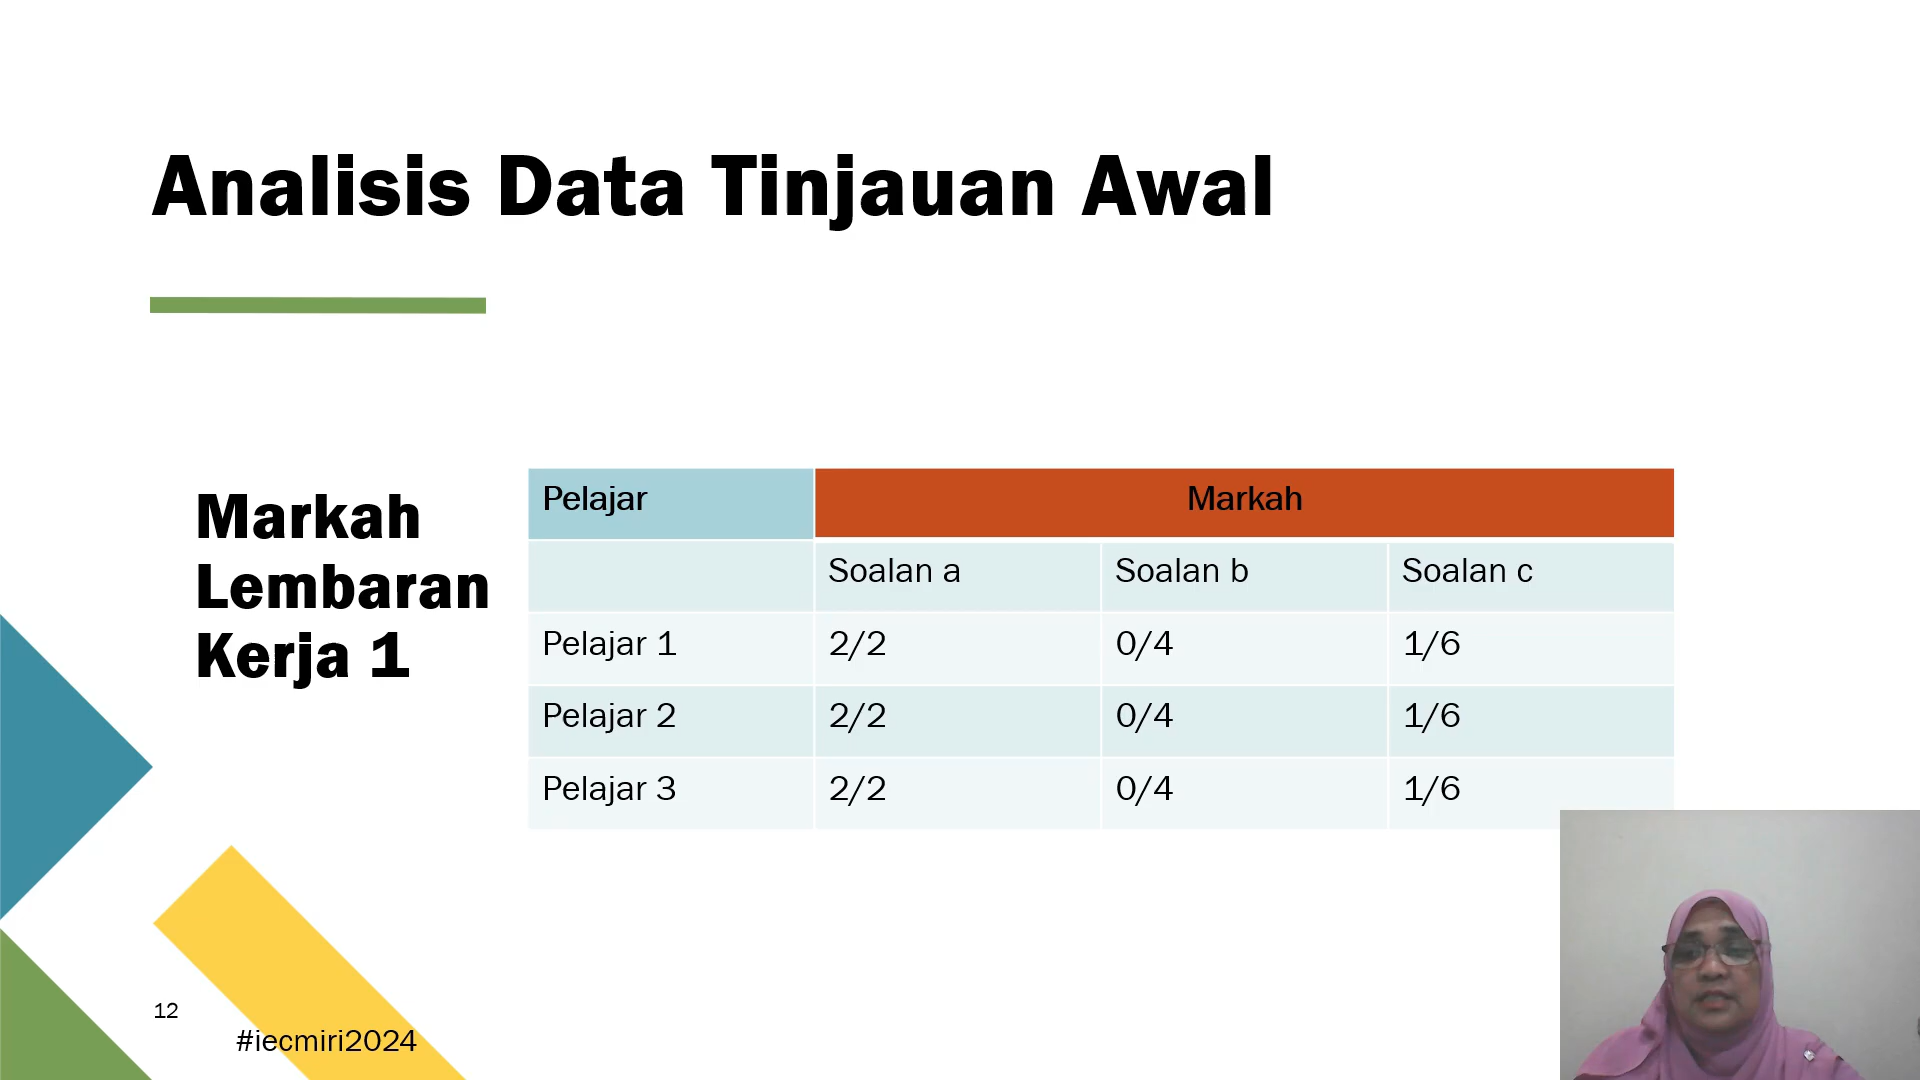 Analisis Data Tinjauan Awal
Markah
Lembaran
Kerja 1
Pelajar Markah
Soalan a Soalan b Soalan c
Pelajar 1 2/2 0/4 1/6
Pelajar 2 2/2 0/4 1/6
Pelajar 3 2/2 0/4 1/6
12
#iecmiri2024